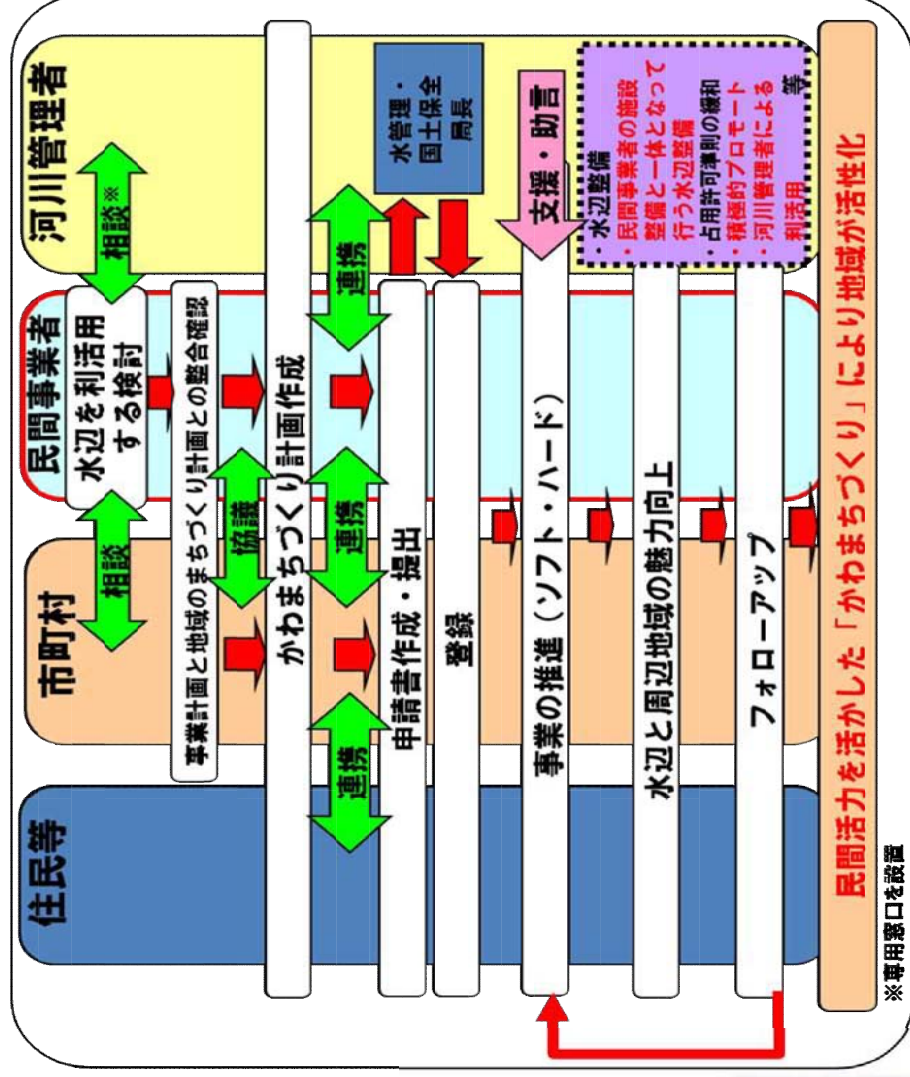 住民等
市町村
民間事業者
河川管理者
水辺を利活用
する検討
相談
相談※
事業計画と地域のまちづくり計画との整合確認
協議
かわまちづくり計画作成
連携
連携
連携
申請書作成・提出
登録
水管理・
国土保全
局長
事業の推進（ソフト・ハード）
支援・助言
水辺と周辺地域の魅力向上
・水辺整備
・民間事業者の施設
整備と一体となって
行う水辺整備
・占用許可準則の緩和
・積極的プロモート
・河川管理者による
利活用　等
フォローアップ
民間活力を活かした「かわまちづくり」により地域が活性化
※専用窓口を設置